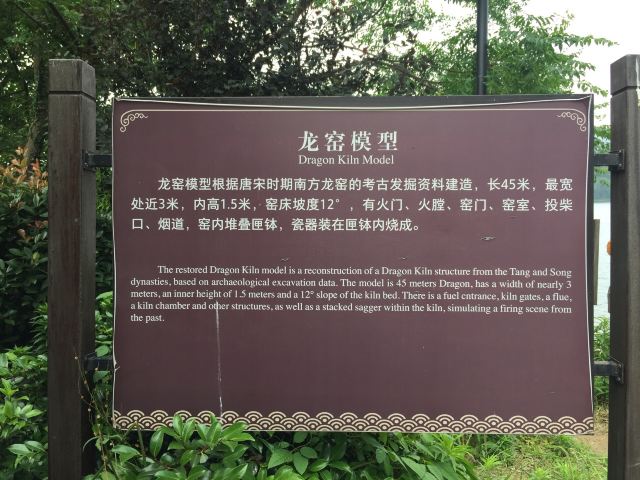 龙窑模型
Dragon Kiln Model
龙窑模型根据唐宋时期南方龙窑的考古发掘资料建造，长45米，最宽
处近3米，内高1.5米，窑床坡度12°，有火门、火膛、窑门、窑室、投柴
口、烟道，窑内堆叠匣钵，瓷器装在匣钵内烧成。
The restored Dragon Kiln model is a reconstruction of a Dragon Kiln structure from the Tang and Song
dynasties, based on archaeological excavation data. The model is 45 meters Dragon, has a width of nearly 3
meters, an inner height of 1.5 meters and a 12° slope of the kiln bed. There is a fuel entrance, kiln gates, a flue,
a kiln chamber and other structures, as well as a stacked sagger within the kiln, simulating a firing scene from
the past.